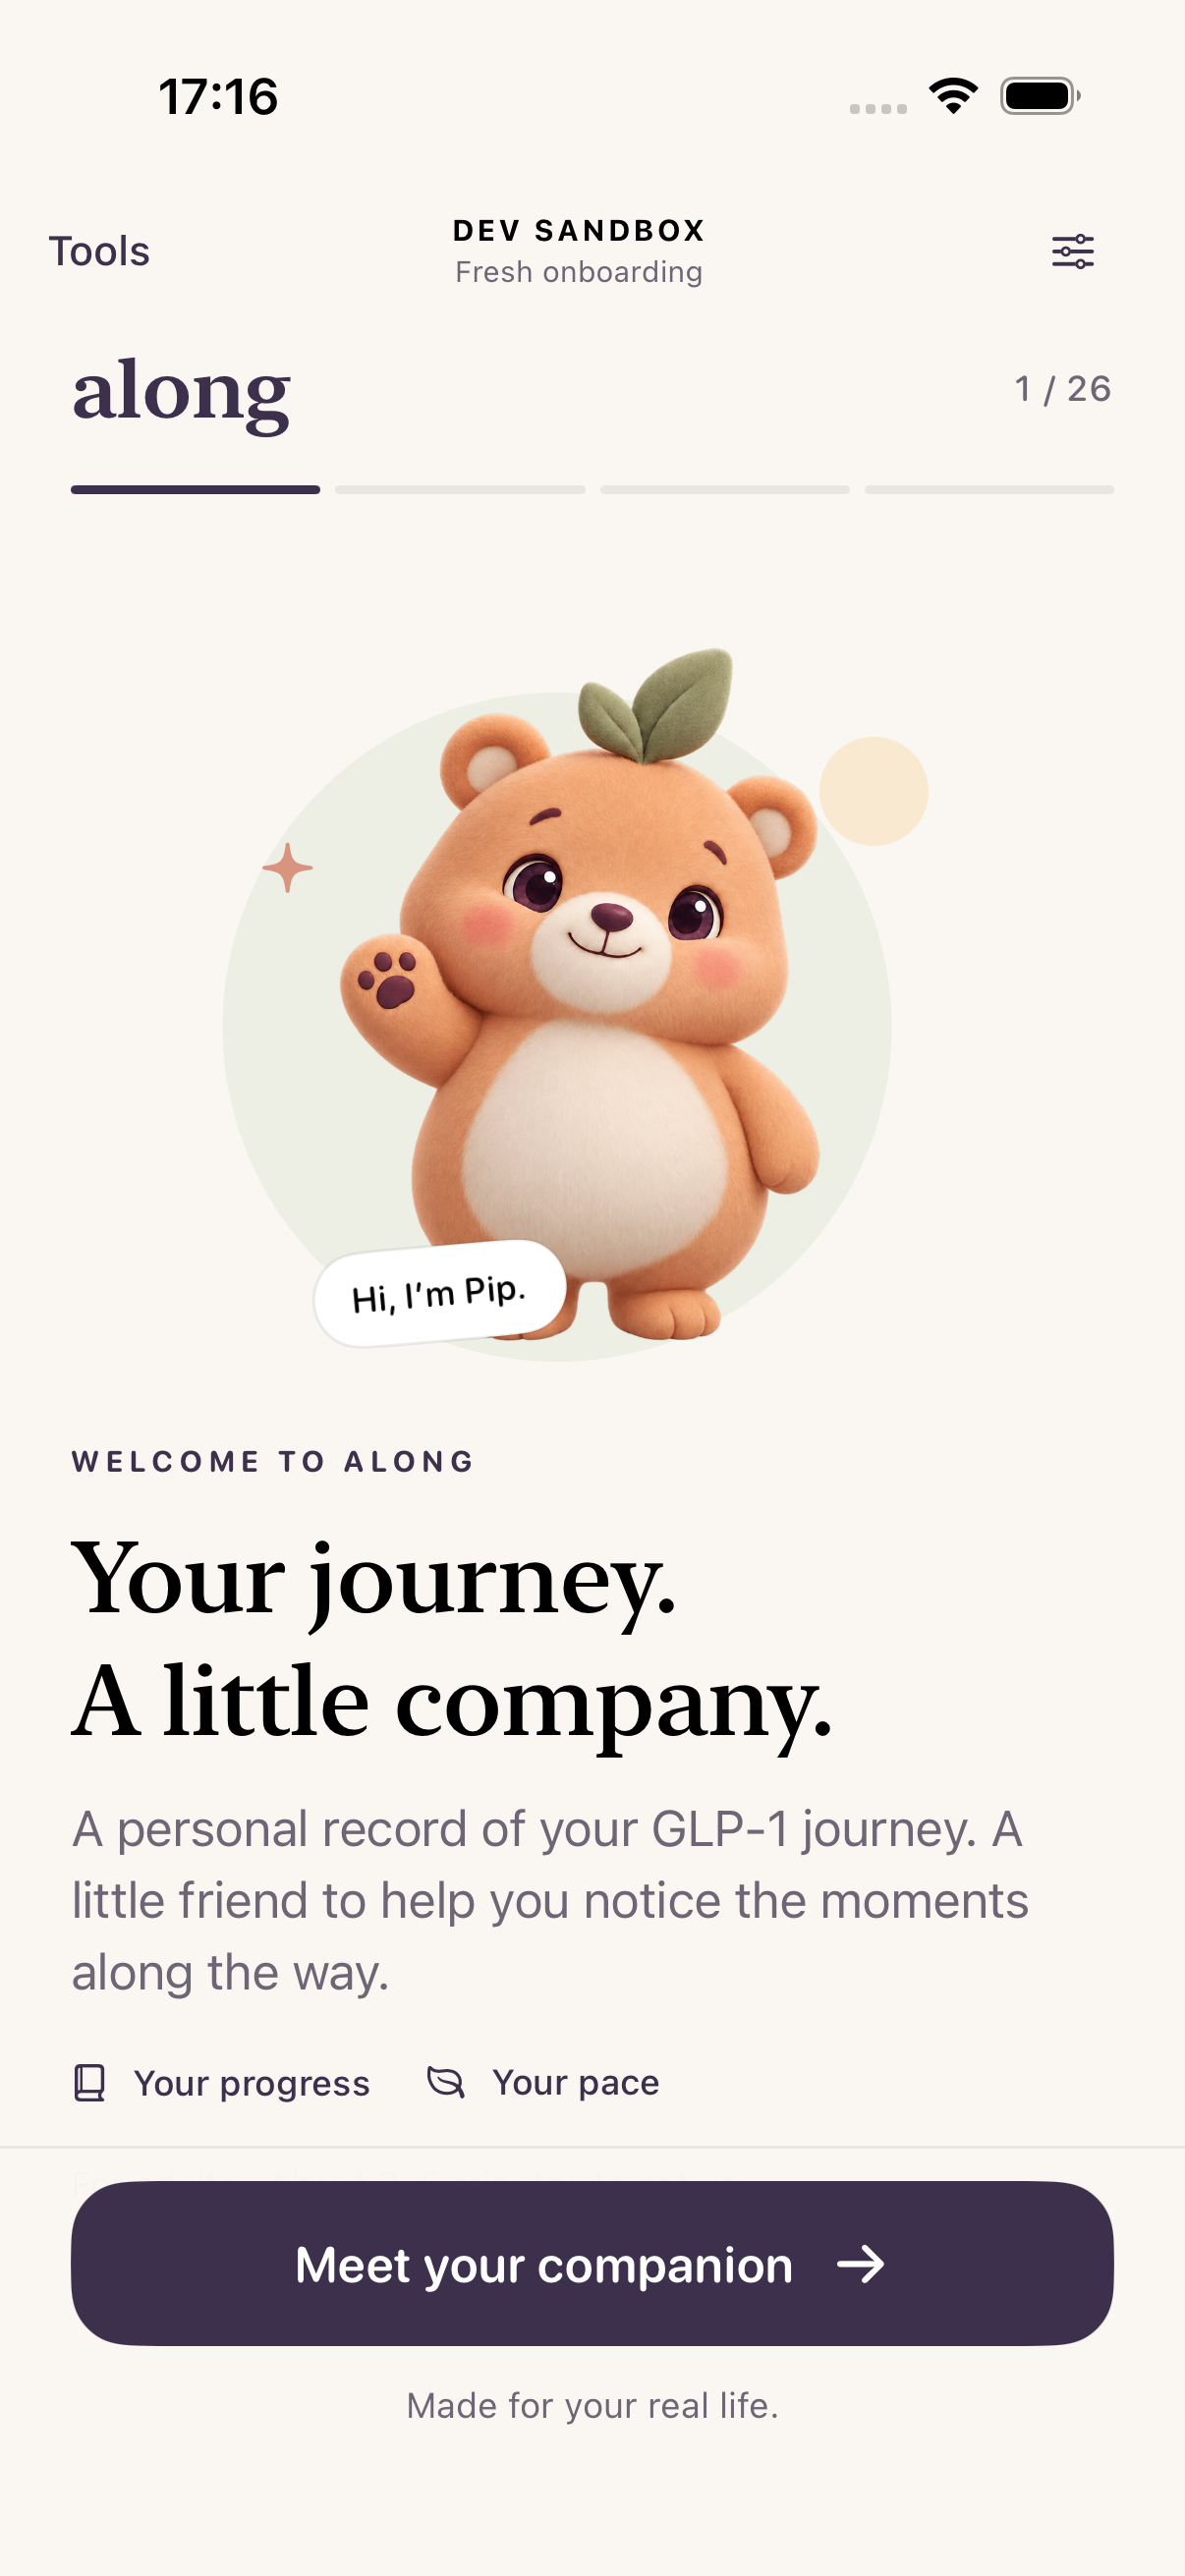 17:16
Tools
DEV SANDBOX
Fresh onboarding
along
1 / 26
Hi, I’m Pip.
WELCOME TO ALONG
Your journey.
A little company.
A personal record of your GLP-1 journey. A
little friend to help you notice the moments
along the way.
Your progress
Your pace
Meet your companion →
Made for your real life.